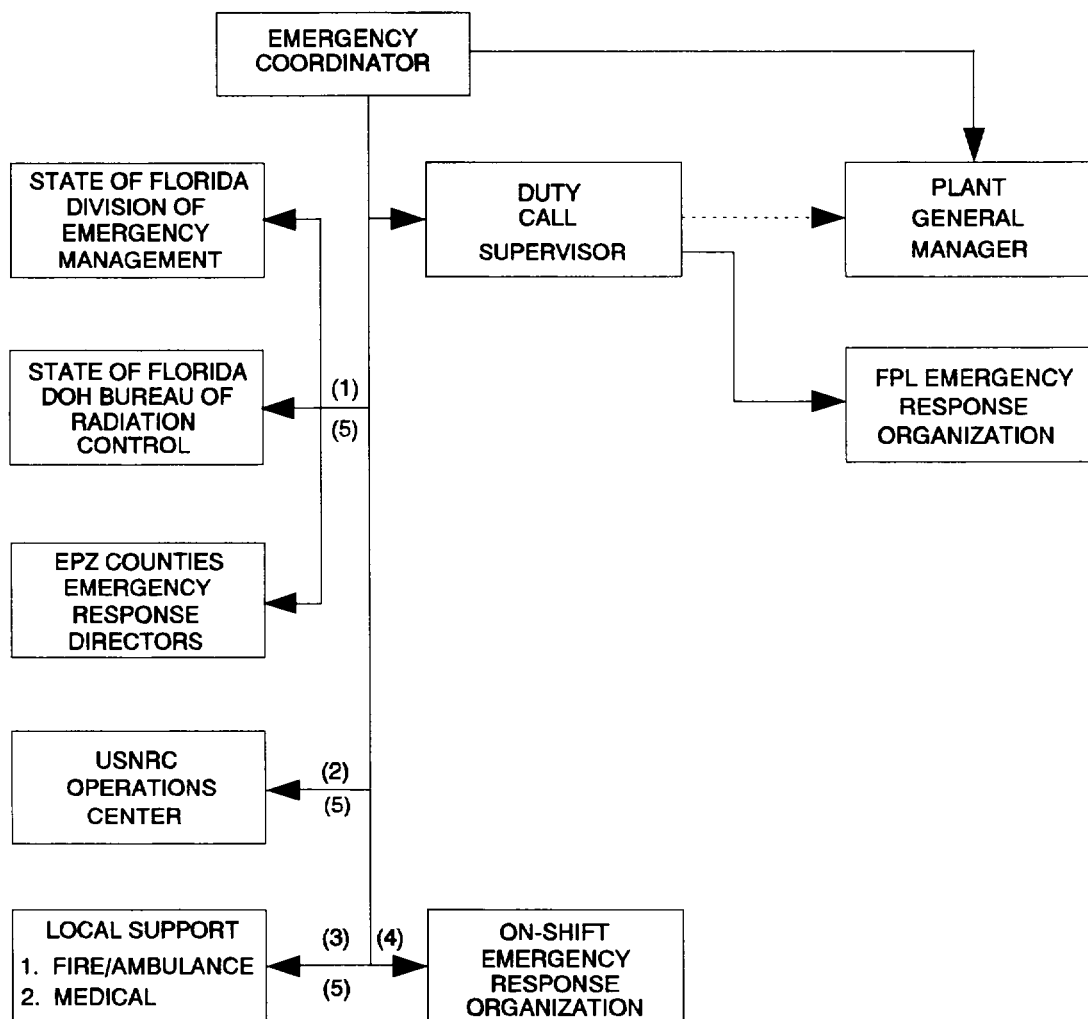 EMERGENCY
COORDINATOR
STATE OF FLORIDA
DIVISION OF
EMERGENCY
MANAGEMENT
DUTY
CALL
SUPERVISOR
PLANT
GENERAL
MANAGER
STATE OF FLORIDA
DOH BUREAU OF
RADIATION
CONTROL
(1)
(5)
FPL EMERGENCY
RESPONSE
ORGANIZATION
EPZ COUNTIES
EMERGENCY
RESPONSE
DIRECTORS
USNRC
OPERATIONS
CENTER
(2)
(5)
LOCAL SUPPORT
1. FIRE/AMBULANCE
2. MEDICAL
(3)
(4)
(5)
ON-SHIFT
EMERGENCY
RESPONSE
ORGANIZATION